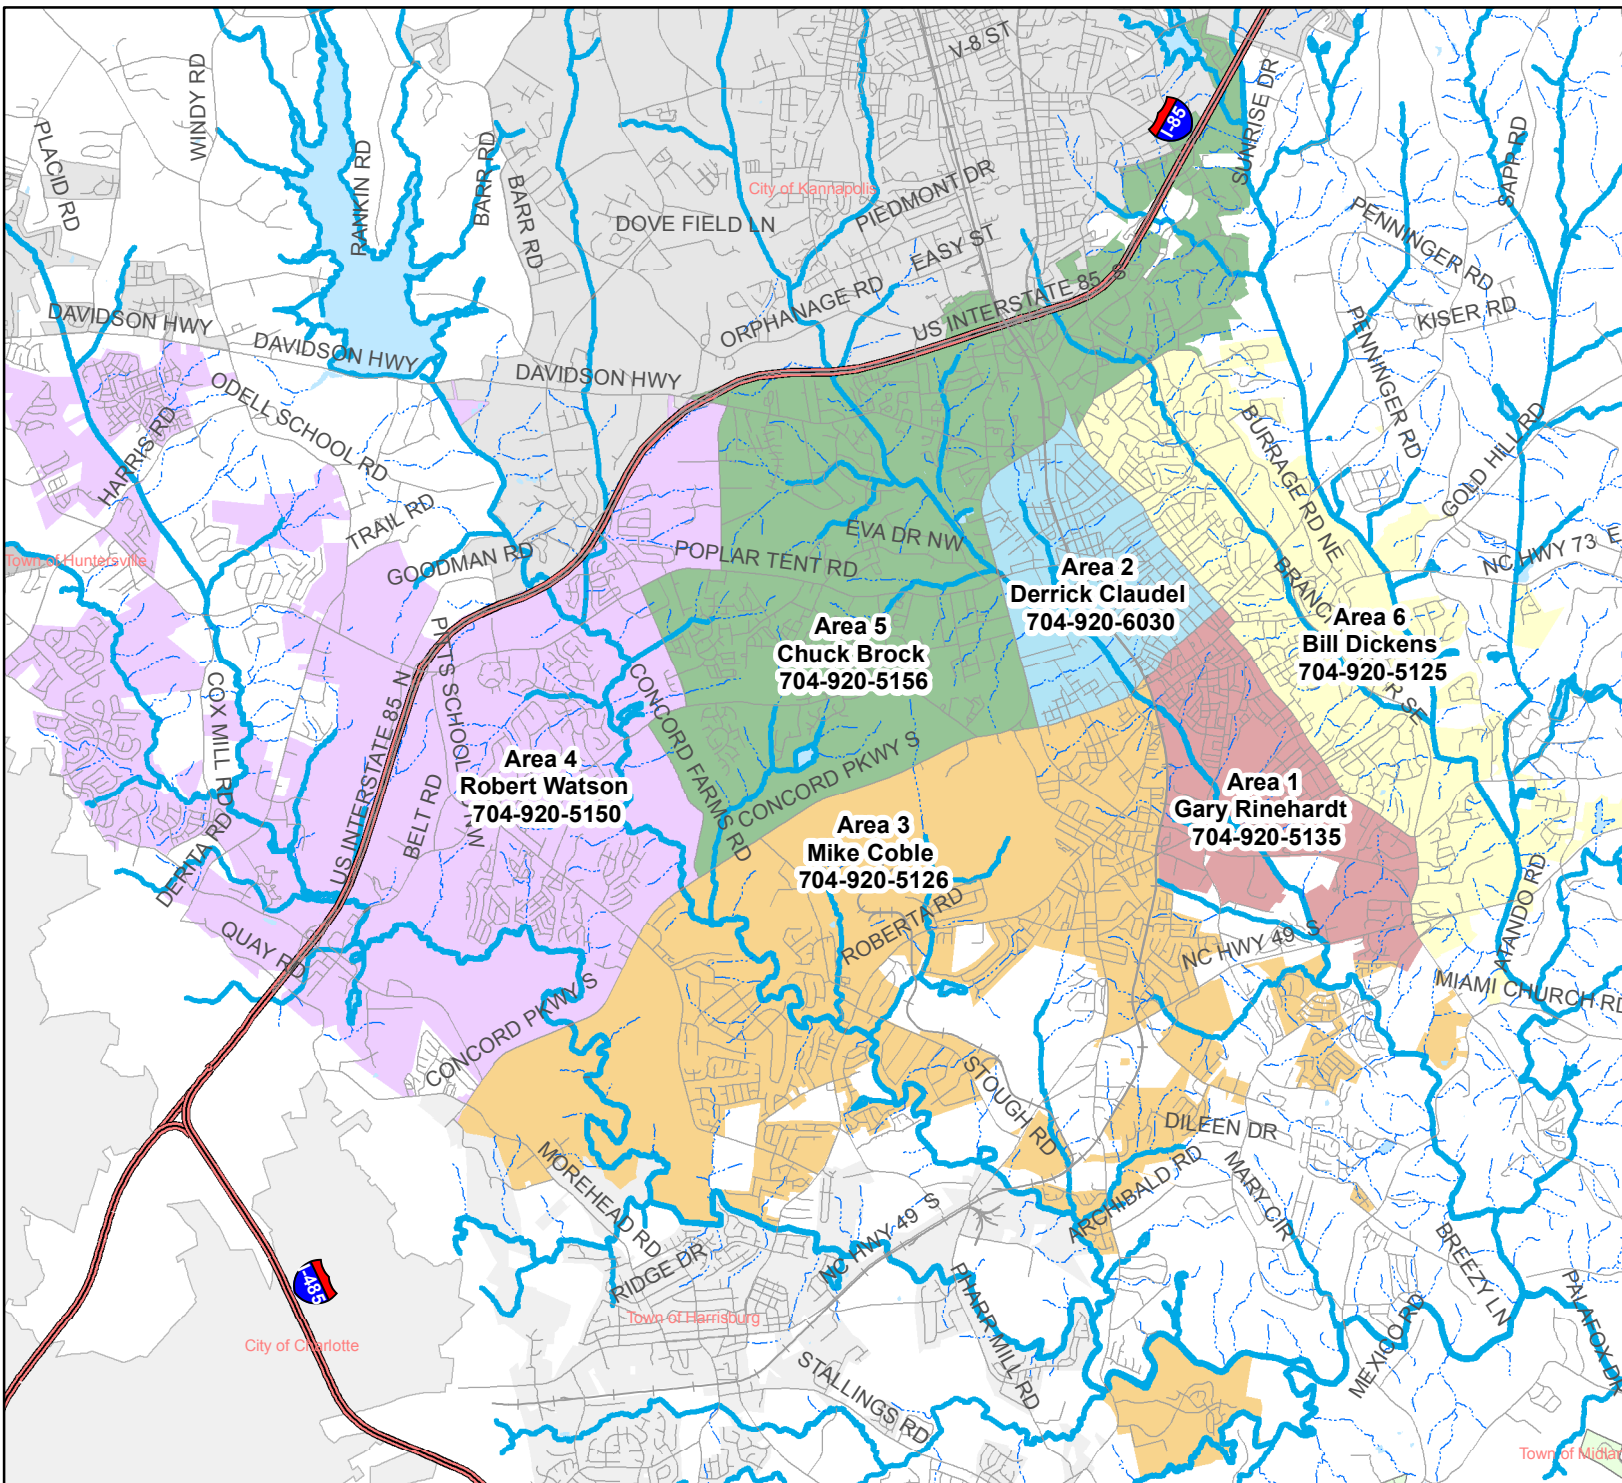 V-8 ST
WINDY RD
I-85
SUNRISE DR
PLACID RD
RANKIN RD
BARR RD
BARR RD
SAPP RD
City of Kannapolis
PIEDMONT DR
DOVE FIELD LN
EASY ST
PENNINGER RD
ORPHANAGE RD
US INTERSTATE 85 S
KISER RD
DAVIDSON HWY
DAVIDSON HWY
DAVIDSON HWY
PENNINGER RD
ODELL SCHOOL RD
HARRIS RD
BURRAGE RD NE
GOLD HILL RD
TRAIL RD
EVA DR NW
NC HWY 73 E
Town of Huntersville
GOODMAN RD
POPLAR TENT RD
Area 2
Derrick Claudel
704-920-6030
Area 5
Chuck Brock
704-920-5156
Area 6
Bill Dickens
704-920-5125
COX MILL RD
US INTERSTATE 85 N
CONCORD FARMS RD
Area 4
Robert Watson
704-920-5150
BELT RD
CONCORD PKWY S
Area 3
Mike Coble
704-920-5126
Area 1
Gary Rinehardt
704-920-5135
DERITA RD
QUAY RD
ROBERTA RD
NC HWY 49 S
ATANDO RD
MIAMI CHURCH RD
CONCORD PKWY S
STOUGH RD
DILEEN DR
MOREHEAD RD
ARCHIBALD RD
MARY CIR
RIDGE DR
NC HWY 49 S
BREEZY LN
I-485
PHARR MILL RD
PALAFOX DR
Town of Harrisburg
City of Charlotte
MEXICO RD
STALLINGS RD
Town of Midla